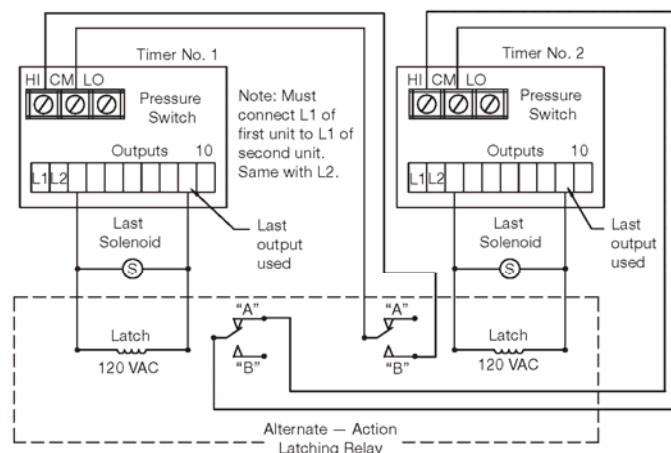 Timer No. 1
HI CM LO
Pressure
Switch
Outputs 10
L1 L2
Last
Solenoid
S
Last
output
used
Note: Must
connect L1 of
first unit to L1 of
second unit.
Same with L2.
Timer No. 2
HI CM LO
Pressure
Switch
Outputs 10
L1 L2
Last
Solenoid
S
Last
output
used
Latch
120 VAC
"A"
"B"
"A"
"B"
Latch
120 VAC
Alternate — Action
Latching Relay